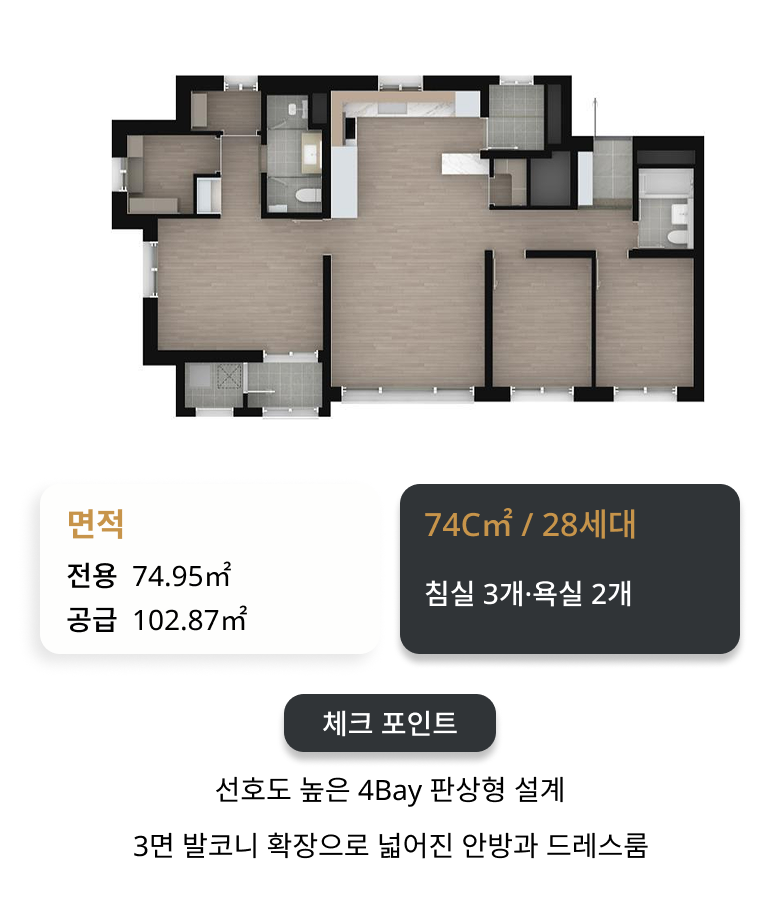 면적
전용 74.95㎡
공급 102.87㎡
74C㎡ / 28세대
침실 3개·욕실 2개
체크 포인트
선호도 높은 4Bay 판상형 설계
3면 발코니 확장으로 넓어진 안방과 드레스룸